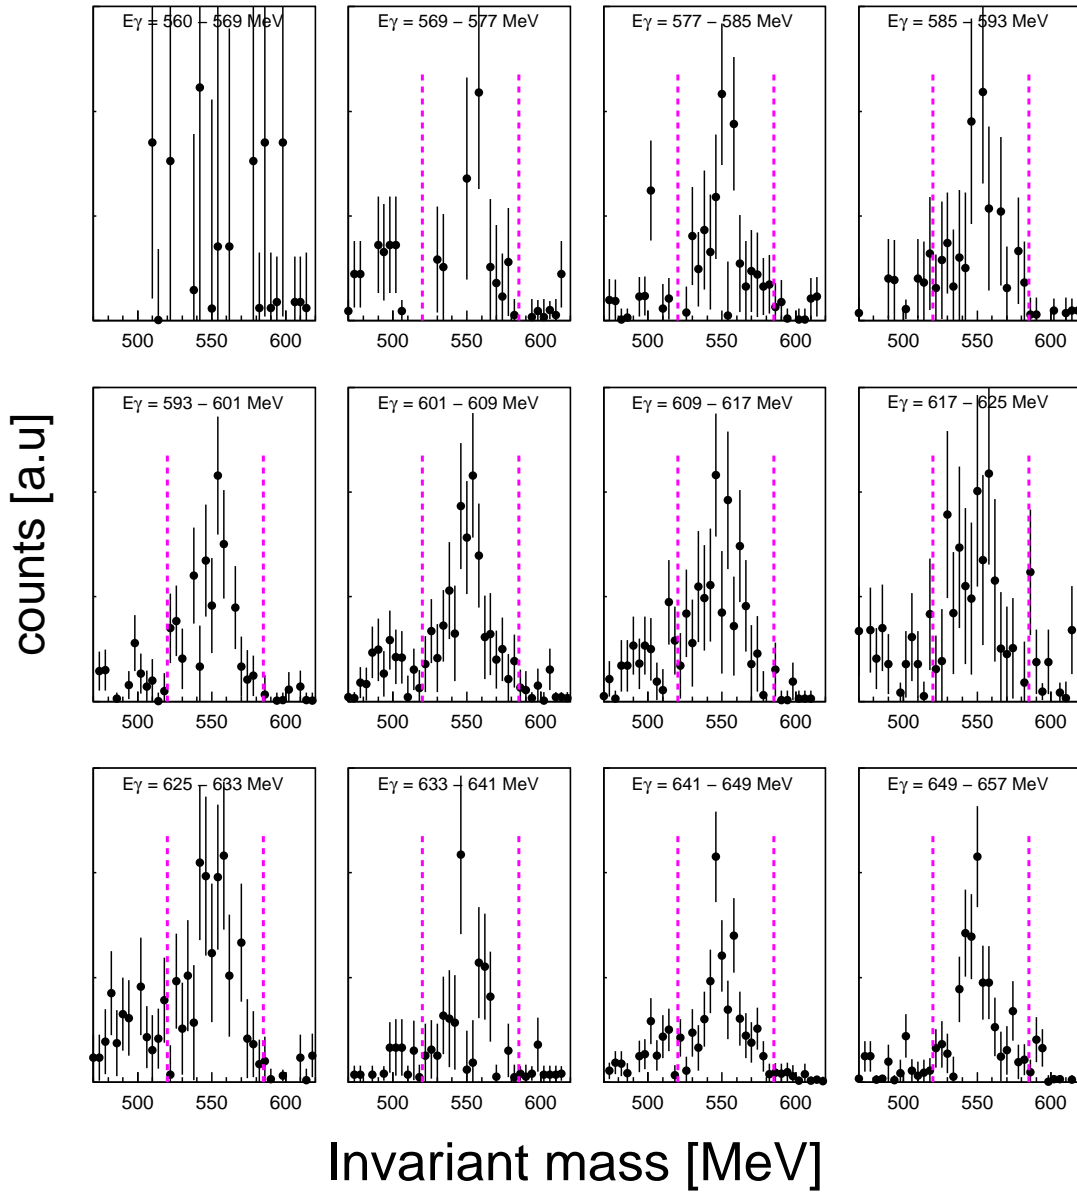 Eγ = 560 – 569 MeV
Eγ = 569 – 577 MeV
Eγ = 577 – 585 MeV
Eγ = 585 – 593 MeV
500 550 600
500 550 600
500 550 600
500 550 600
Eγ = 593 – 601 MeV
Eγ = 601 – 609 MeV
Eγ = 609 – 617 MeV
Eγ = 617 – 625 MeV
counts [a.u]
500 550 600
500 550 600
500 550 600
500 550 600
Eγ = 625 – 633 MeV
Eγ = 633 – 641 MeV
Eγ = 641 – 649 MeV
Eγ = 649 – 657 MeV
500 550 600
500 550 600
500 550 600
500 550 600
Invariant mass [MeV]